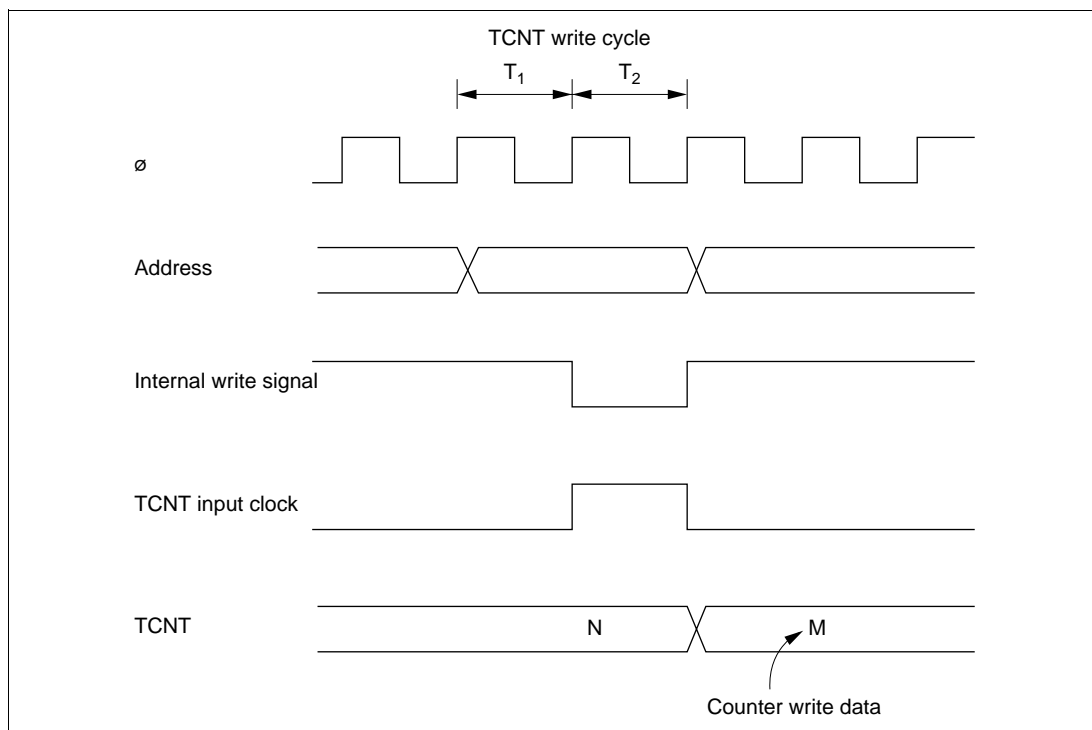 TCNT write cycle
T1 T2
ø
Address
Internal write signal
TCNT input clock
TCNT N M
Counter write data